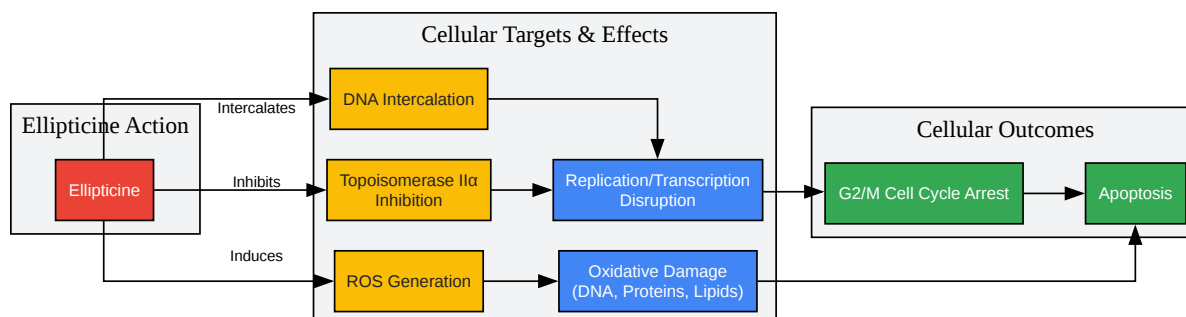 Cellular Targets & Effects
DNA Intercalation
Intercalates
Ellipticine Action
Cellular Outcomes
Ellipticine
Inhibits
Topoisomerase IIα
Inhibition
Replication/Transcription
Disruption
G2/M Cell Cycle Arrest
Apoptosis
Induces
ROS Generation
Oxidative Damage
(DNA, Proteins, Lipids)